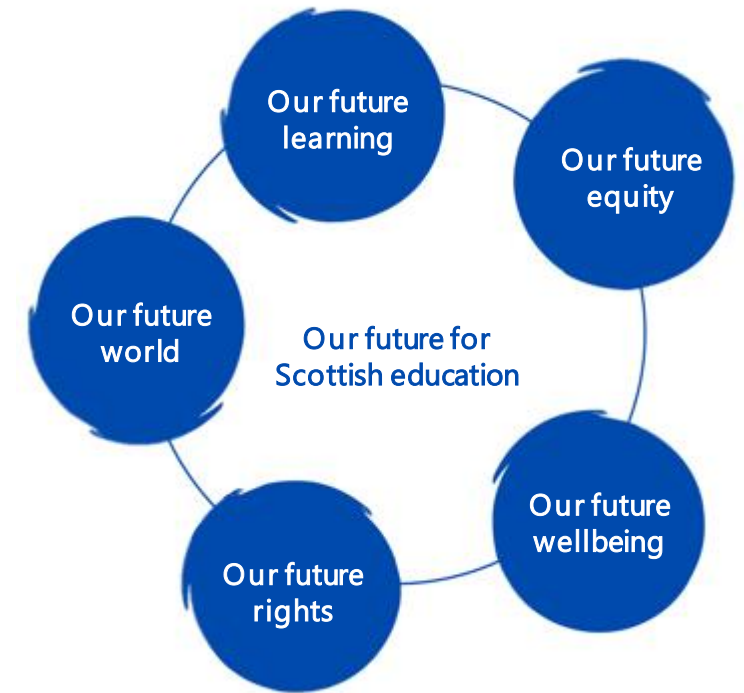 Our future
learning
Our future
equity
Our future
world
Our future for
Scottish education
Our future
wellbeing
Our future
rights